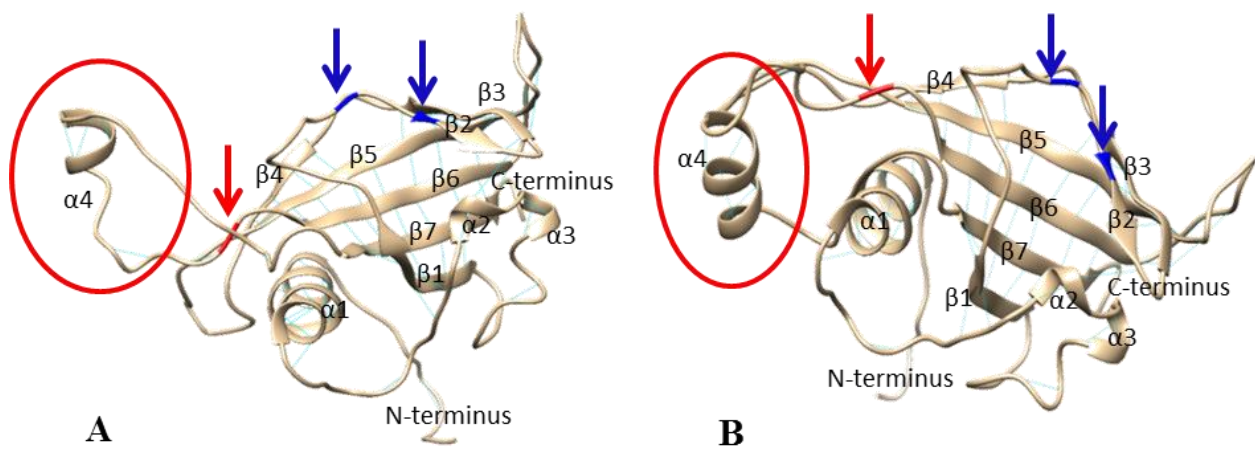 β3
β2
β5
β4
α4
β6
C-terminus
β7
α2
α3
β1
α1
N-terminus
A
β4
α4
β5
β3
α1
β6
β2
β7
C-terminus
β1
α2
α3
N-terminus
B